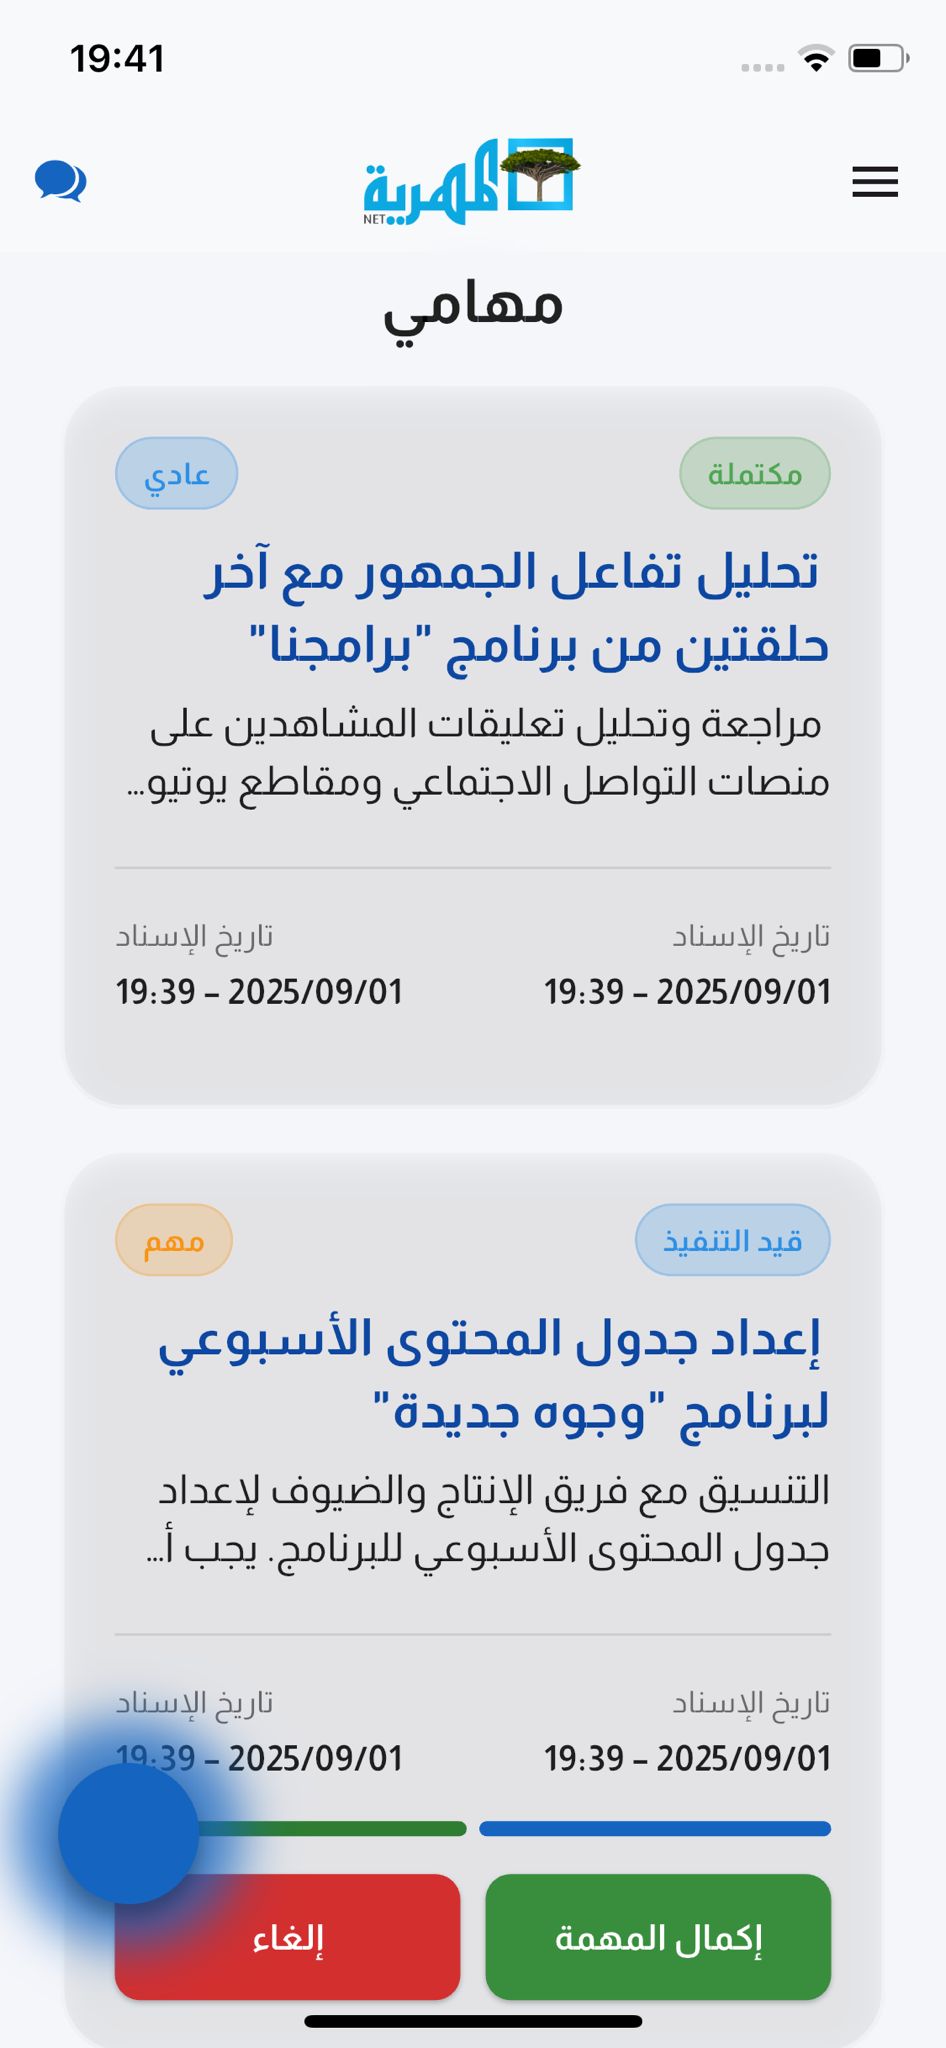 19:41
المهرية
NET
مهامي
مكتملة
عادي
تحليل تفاعل الجمهور مع آخر
حلقتين من برنامج "برامجنا"
مراجعة وتحليل تعليقات المشاهدين على
منصات التواصل الاجتماعي ومقاطع يوتيو...
تاريخ الإسناد
تاريخ الإسناد
2025/09/01 – 19:39
2025/09/01 – 19:39
قيد التنفيذ
مهم
إعداد جدول المحتوى الأسبوعي
لبرنامج "وجوه جديدة"
التنسيق مع فريق الإنتاج والضيوف لإعداد
جدول المحتوى الأسبوعي للبرنامج. يجب أ...
تاريخ الإسناد
تاريخ الإسناد
2025/09/01 – 19:39
2025/09/01 – 19:39
إكمال المهمة
إلغاء